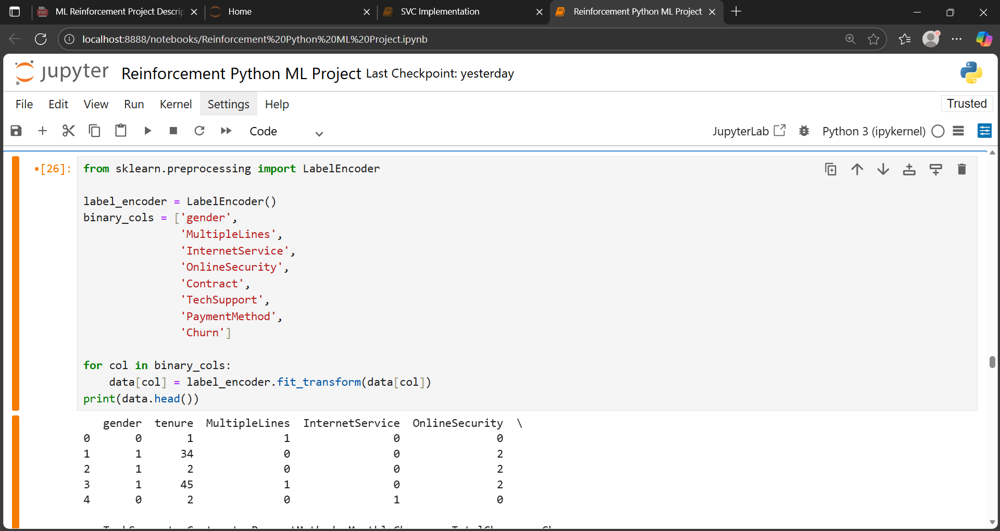 ML Reinforcement Project Descrip
Home
SVC Implementation
Reinforcement Python ML Project
localhost:8888/notebooks/Reinforcement%20Python%20ML%20Project.ipynb
jupyter Reinforcement Python ML Project Last Checkpoint: yesterday
File Edit View Run Kernel Settings Help
Trusted
Code
JupyterLab
Python 3 (ipykernel)
•[26]:
from sklearn.preprocessing import LabelEncoder
label_encoder = LabelEncoder()
binary_cols = ['gender',
'MultipleLines',
'InternetService',
'OnlineSecurity',
'Contract',
'TechSupport',
'PaymentMethod',
'Churn']
for col in binary_cols:
    data[col] = label_encoder.fit_transform(data[col])
print(data.head())
gender tenure MultipleLines InternetService OnlineSecurity \
0 0 1 1 0 0
1 1 34 0 0 2
2 1 2 0 0 2
3 1 45 1 0 2
4 0 2 0 1 0